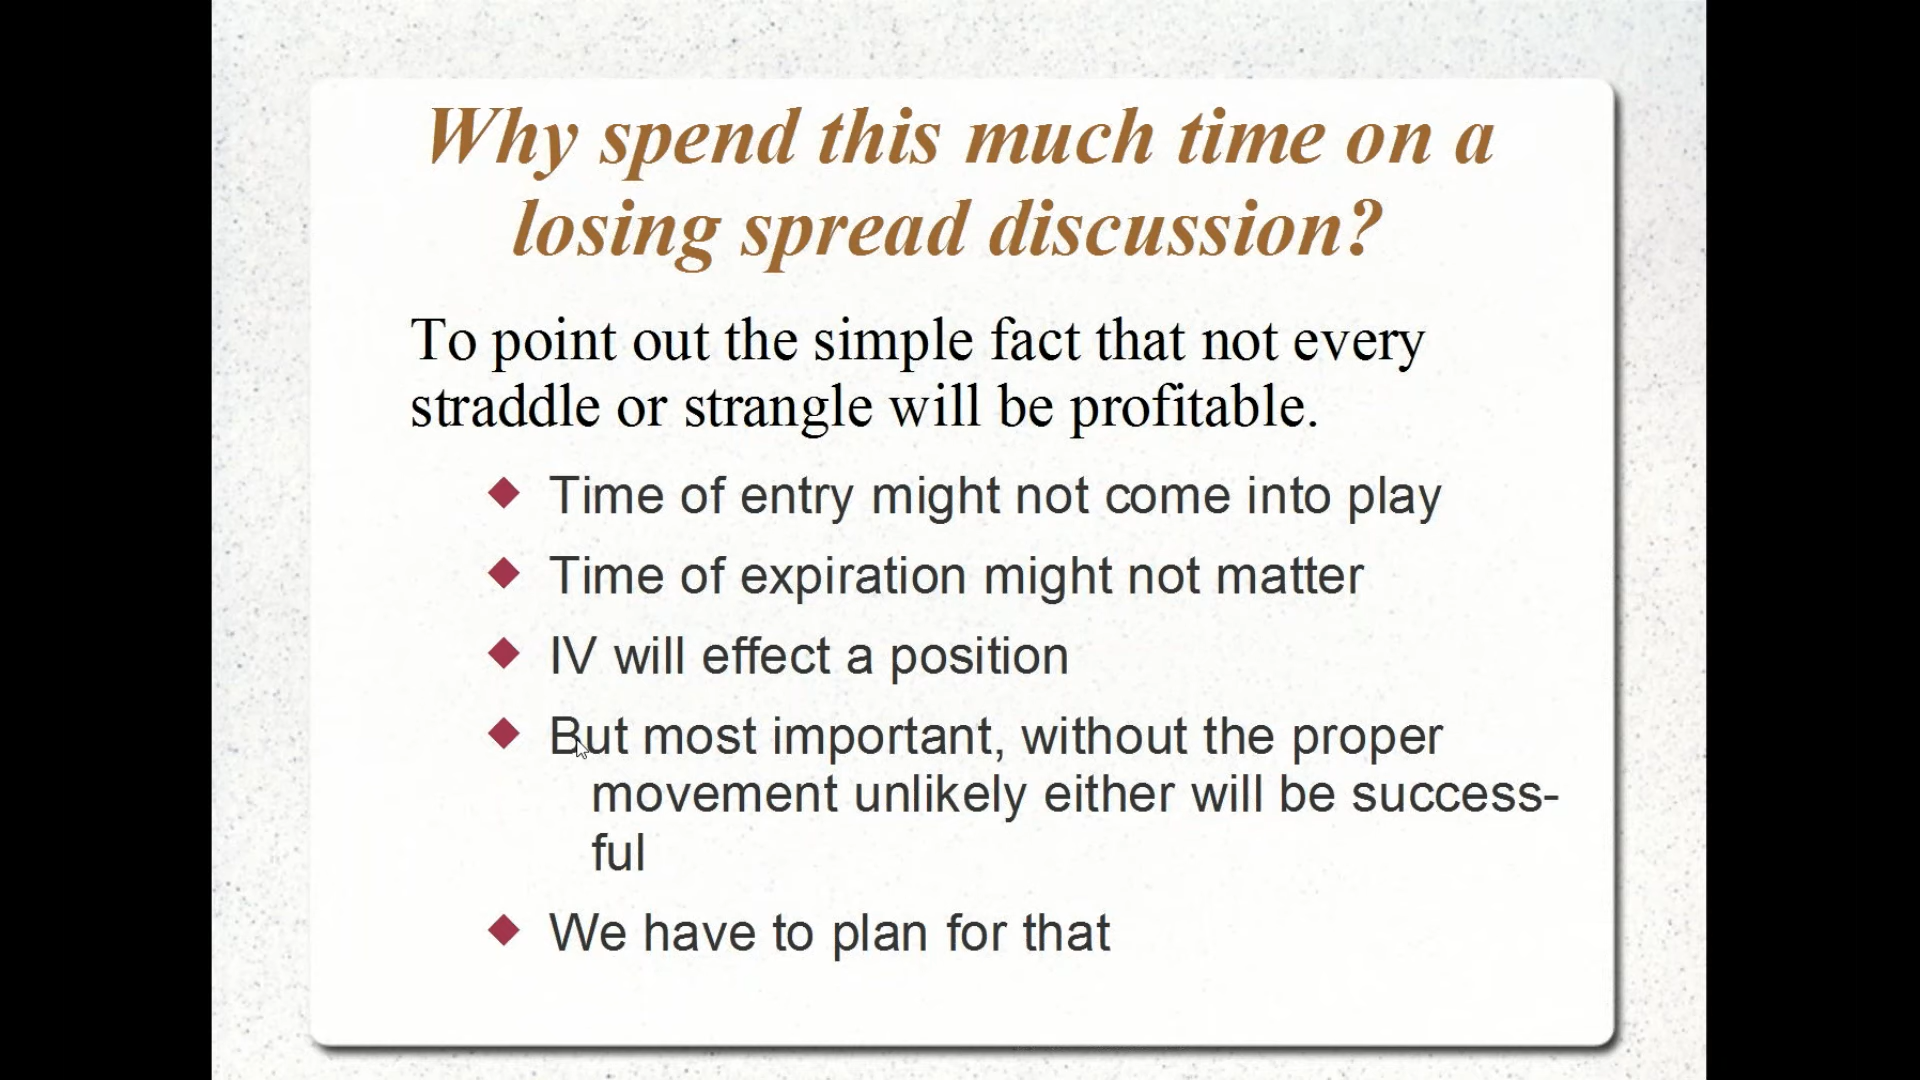 Why spend this much time on a
losing spread discussion?
To point out the simple fact that not every
straddle or strangle will be profitable.
Time of entry might not come into play
Time of expiration might not matter
IV will effect a position
But most important, without the proper
movement unlikely either will be success-
ful
We have to plan for that